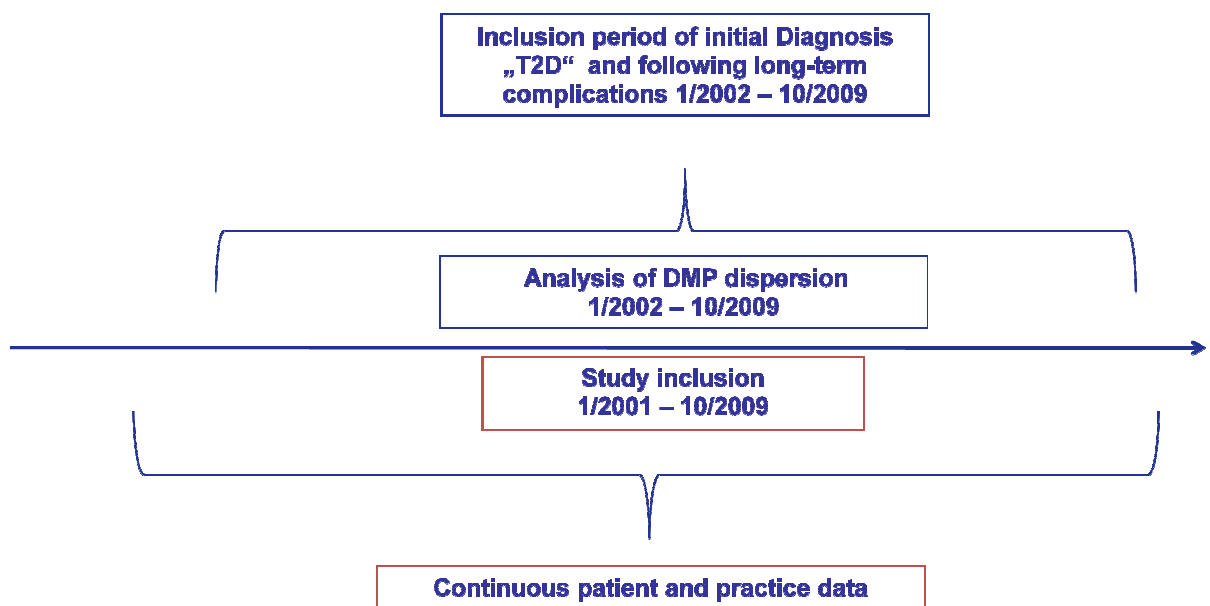 Inclusion period of initial Diagnosis
„T2D“ and following long-term
complications 1/2002 – 10/2009
Analysis of DMP dispersion
1/2002 – 10/2009
Study inclusion
1/2001 – 10/2009
Continuous patient and practice data